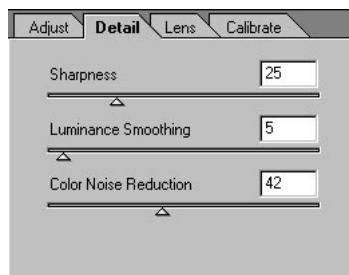 Adjust Detail Lens Calibrate
Sharpness 25
Luminance Smoothing 5
Color Noise Reduction 42